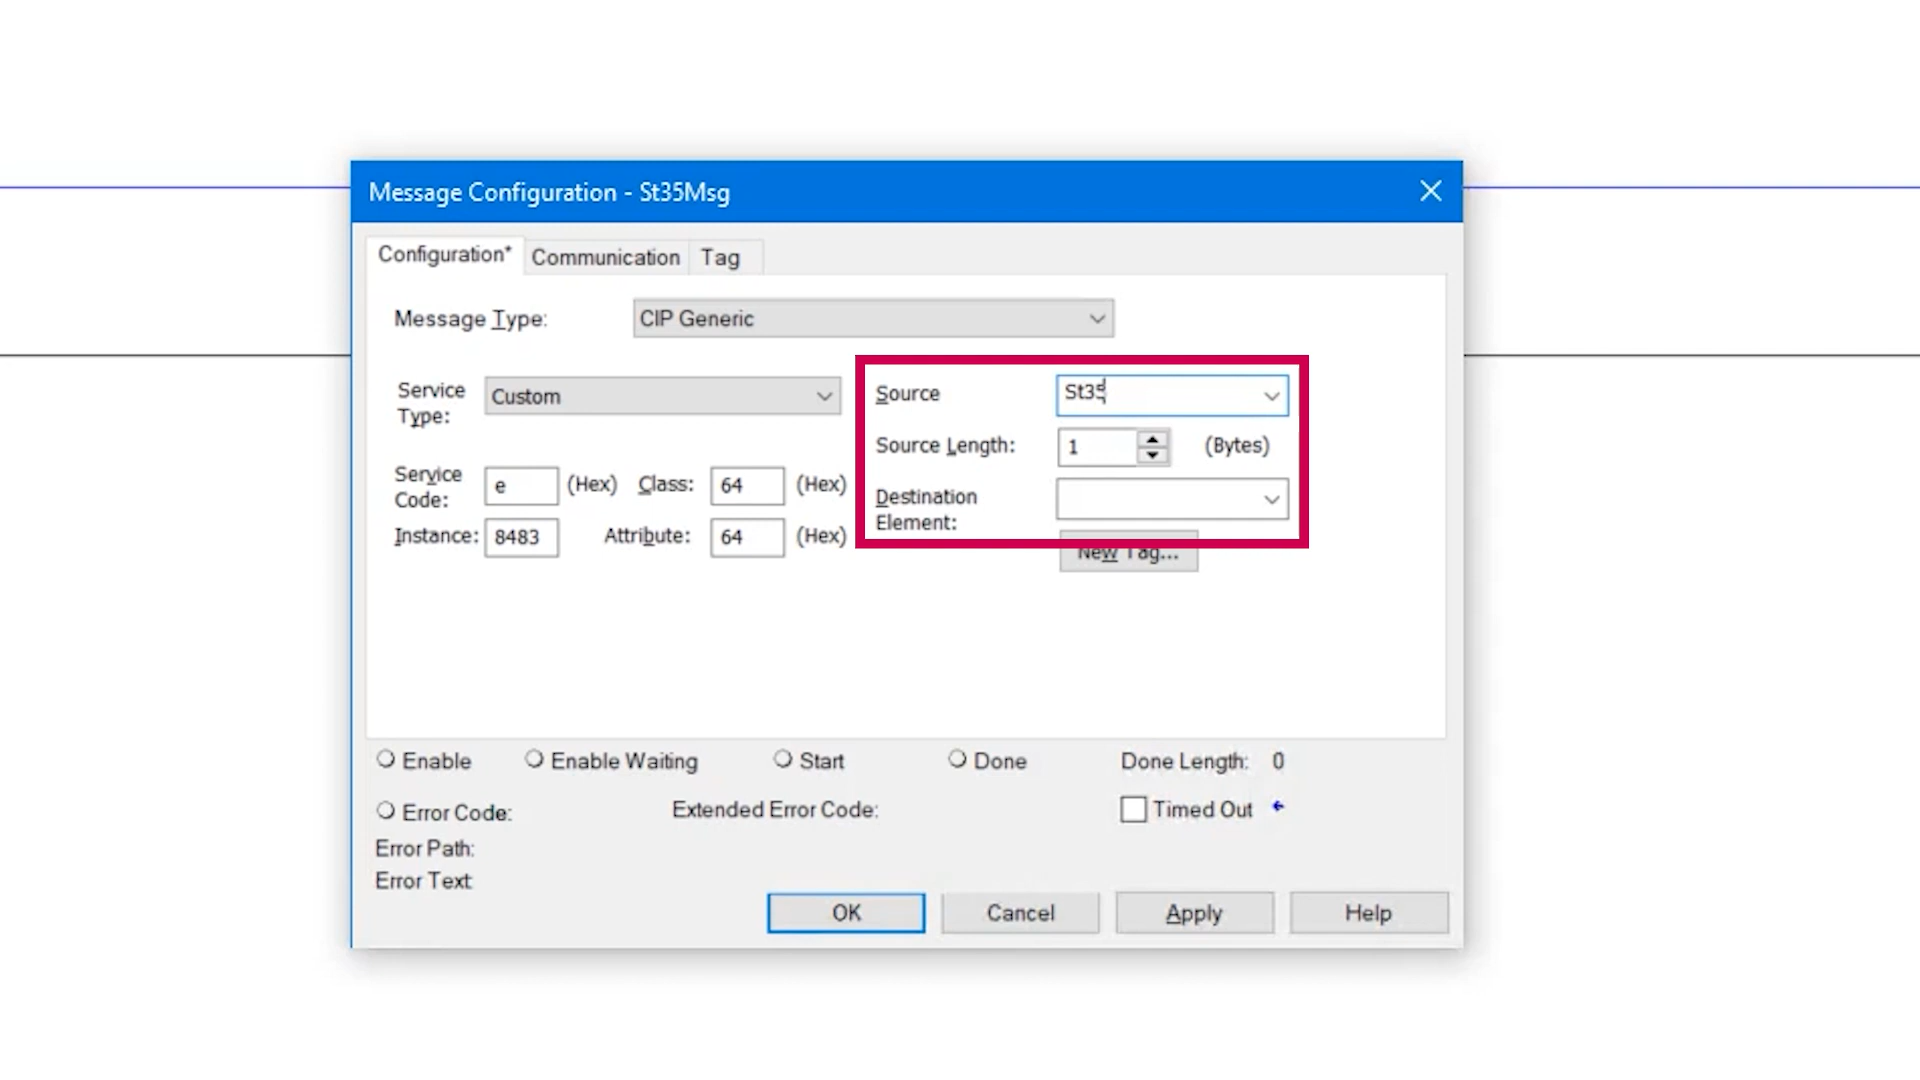 Message Configuration - St35Msg
Configuration* Communication Tag
Message Type: CIP Generic
Service Type: Custom
Source St35
Source Length: 1 (Bytes)
Service Code: e (Hex) Class: 64 (Hex)
Destination Element:
Instance: 8483 Attribute: 64 (Hex)
New Tag...
Enable Enable Waiting Start Done Done Length: 0
Error Code: Extended Error Code: Timed Out
Error Path:
Error Text
OK Cancel Apply Help